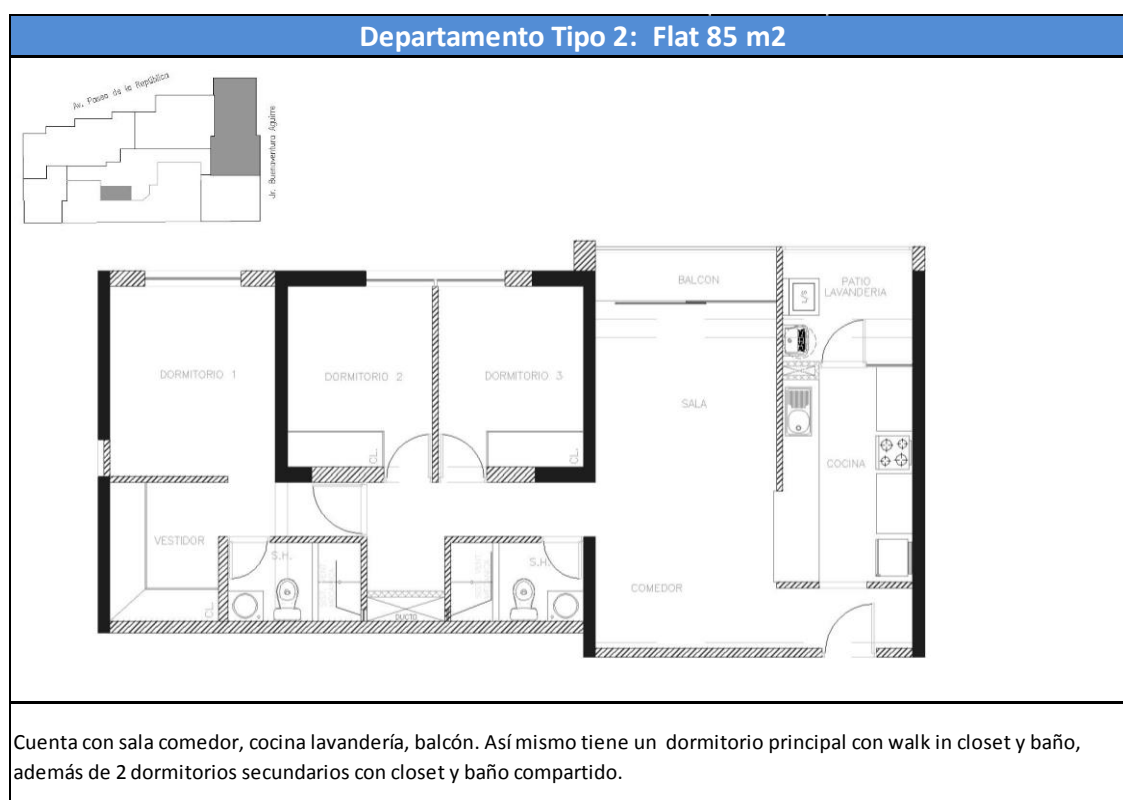 Departamento Tipo 2: Flat 85 m2
Av. Paseo de la República
Jr. Buenaventura Aguirre
BALCON
PATIO
LAVANDERIA
L/S
DORMITORIO 1
DORMITORIO 2
DORMITORIO 3
SALA
CL.
CL.
COCINA
VESTIDOR
S.H.
S.H.
COMEDOR
CL.
DUCTO
Cuenta con sala comedor, cocina lavandería, balcón. Así mismo tiene un dormitorio principal con walk in closet y baño,
además de 2 dormitorios secundarios con closet y baño compartido.